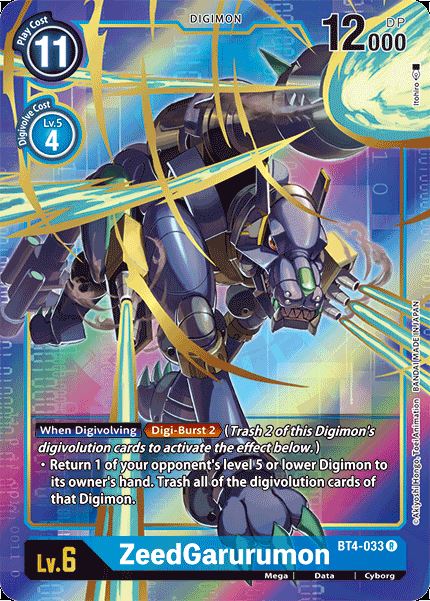 Play Cost
11
DIGIMON
DP
12000
Digivolve Cost
Lv.5
4
Itohiro
©Akiyoshi Hongo, Toei Animation BANDAI MADE IN JAPAN
When Digivolving Digi-Burst 2 (Trash 2 of this Digimon's
digivolution cards to activate the effect below.)
• Return 1 of your opponent's level 5 or lower Digimon to
its owner's hand. Trash all of the digivolution cards of
that Digimon.
Lv.6 ZeedGarurumon BT4-033 R
Mega Data Cyborg